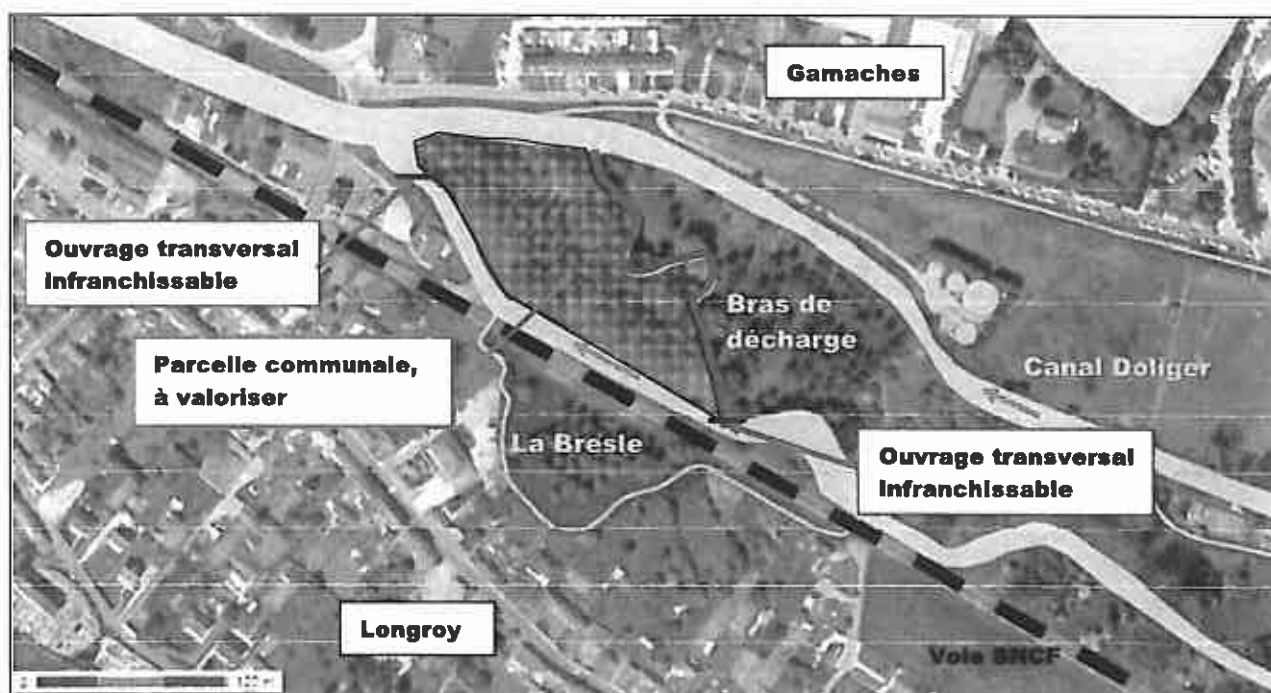 Gamaches
Ouvrage transversal
infranchissable
Bras de
décharge
Canal Doliger
Parcelle communale,
à valoriser
La Bresle
Ouvrage transversal
infranchissable
Longroy
Voie SNCF